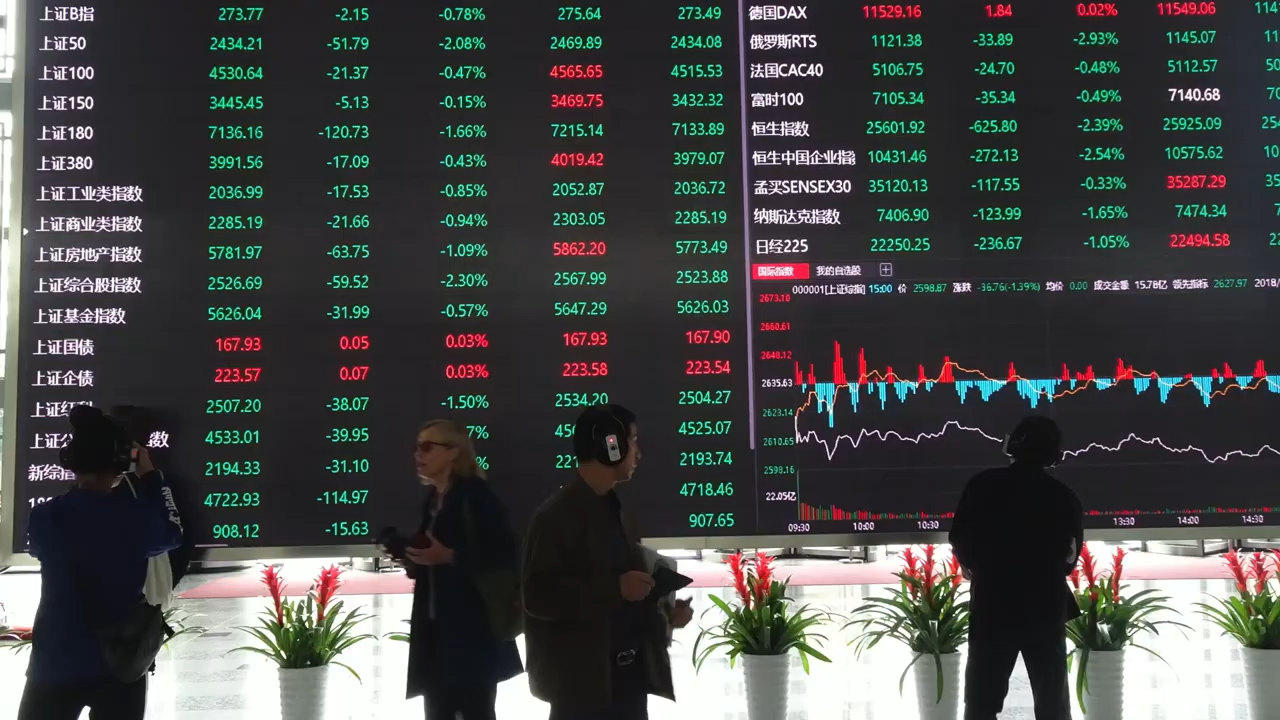 上证B指 273.77 -2.15 -0.78% 275.64 273.49
上证50 2434.21 -51.79 -2.08% 2469.89 2434.08
上证100 4530.64 -21.37 -0.47% 4565.65 4515.53
上证150 3445.45 -5.13 -0.15% 3469.75 3432.32
上证180 7136.16 -120.73 -1.66% 7215.14 7133.89
上证380 3991.56 -17.09 -0.43% 4019.42 3979.07
上证工业类指数 2036.99 -17.53 -0.85% 2052.87 2036.72
上证商业类指数 2285.19 -21.66 -0.94% 2303.05 2285.19
上证房地产指数 5781.97 -63.75 -1.09% 5862.20 5773.49
上证综合股指数 2526.69 -59.52 -2.30% 2567.99 2523.88
上证基金指数 5626.04 -31.99 -0.57% 5647.29 5626.03
上证国债 167.93 0.05 0.03% 167.93 167.90
上证企债 223.57 0.07 0.03% 223.58 223.54
上证红利 2507.20 -38.07 -1.50% 2534.20 2504.27
上证 数 4533.01 -39.95 7% 4525.07
新综指 2194.33 -31.10 2193.74
4722.93 -114.97 4718.46
908.12 -15.63 907.65
德国DAX 11529.16 1.84 0.02% 11549.06
俄罗斯RTS 1121.38 -33.89 -2.93% 1145.07
法国CAC40 5106.75 -24.70 -0.48% 5112.57
富时100 7105.34 -35.34 -0.49% 7140.68
恒生指数 25601.92 -625.80 -2.39% 25925.09
恒生中国企业指 10431.46 -272.13 -2.54% 10575.62
孟买SENSEX30 35120.13 -117.55 -0.33% 35287.29
纳斯达克指数 7406.90 -123.99 -1.65% 7474.34
日经225 22250.25 -236.67 -1.05% 22494.58
国际指数 我的自选股
000001[上证综指] 15:00 价 2598.87 涨跌 -36.76(-1.39%) 均价 0.00 成交金额 15.78亿 领先指标 2627.97 2018/
2673.10
2660.61
2648.12
2635.63
2623.14
2610.65
2598.16
22.05亿
09:30 10:00 10:30 13:30 14:00 14:30